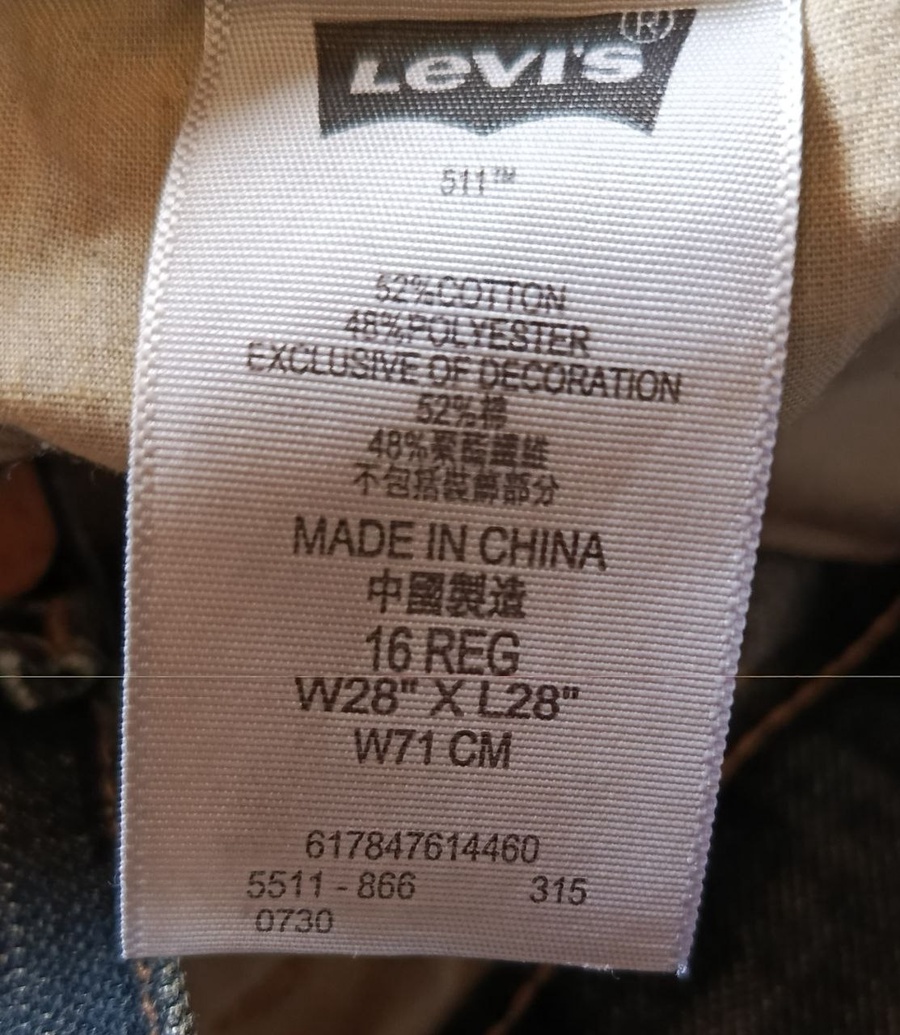 Levi's ®
511™
52%COTTON
48%POLYESTER
EXCLUSIVE OF DECORATION
52%棉
48%聚酯纖維
不包括裝飾部分
MADE IN CHINA
中國製造
16 REG
W28" X L28"
W71 CM
617847614460
5511 - 866 315
0730